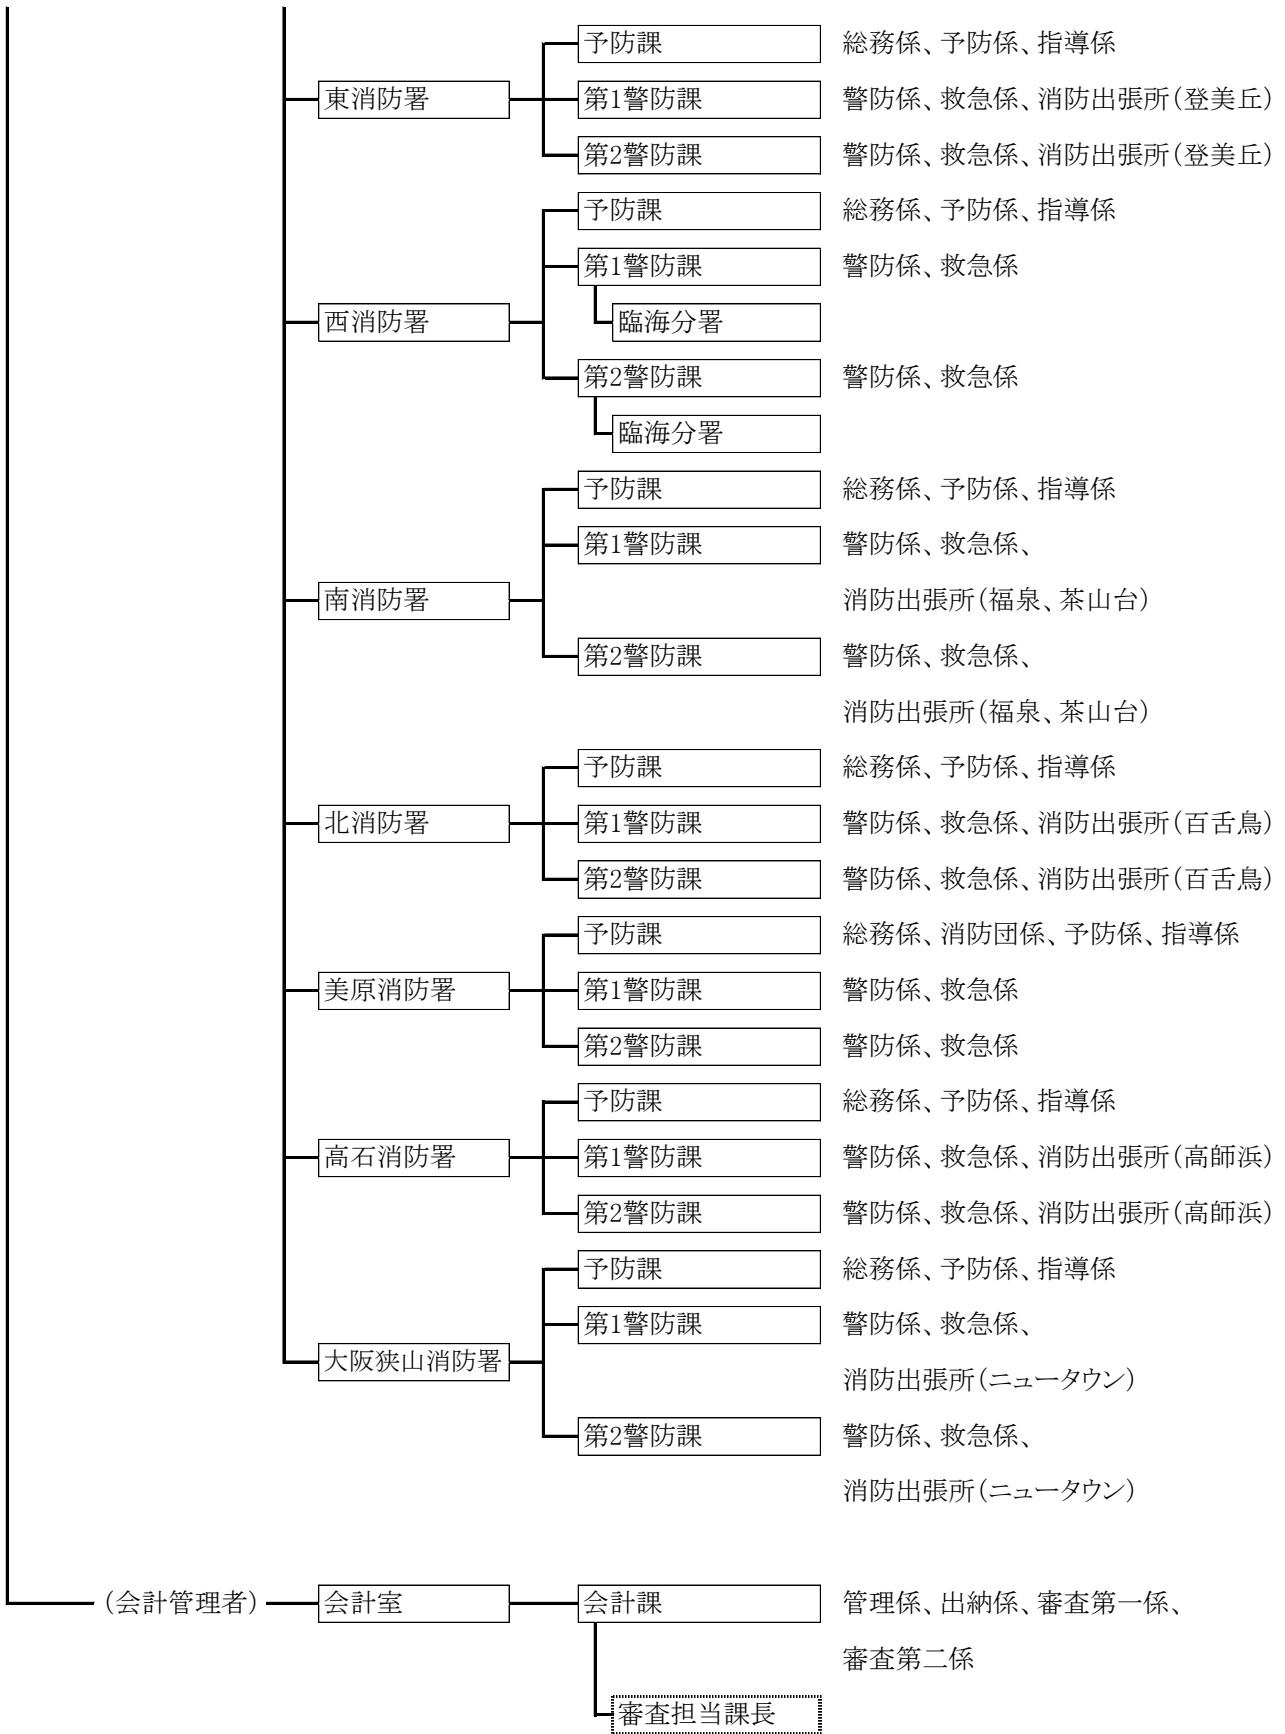 予防課 総務係、予防係、指導係
東消防署 第1警防課 警防係、救急係、消防出張所(登美丘)
第2警防課 警防係、救急係、消防出張所(登美丘)
予防課 総務係、予防係、指導係
第1警防課 警防係、救急係
西消防署 臨海分署
第2警防課 警防係、救急係
臨海分署
予防課 総務係、予防係、指導係
第1警防課 警防係、救急係、
南消防署 消防出張所(福泉、茶山台)
第2警防課 警防係、救急係、
消防出張所(福泉、茶山台)
予防課 総務係、予防係、指導係
北消防署 第1警防課 警防係、救急係、消防出張所(百舌鳥)
第2警防課 警防係、救急係、消防出張所(百舌鳥)
予防課 総務係、消防団係、予防係、指導係
美原消防署 第1警防課 警防係、救急係
第2警防課 警防係、救急係
予防課 総務係、予防係、指導係
高石消防署 第1警防課 警防係、救急係、消防出張所(高師浜)
第2警防課 警防係、救急係、消防出張所(高師浜)
予防課 総務係、予防係、指導係
第1警防課 警防係、救急係、
大阪狭山消防署 消防出張所(ニュータウン)
第2警防課 警防係、救急係、
消防出張所(ニュータウン)
(会計管理者) 会計室 会計課 管理係、出納係、審査第一係、
審査第二係
審査担当課長